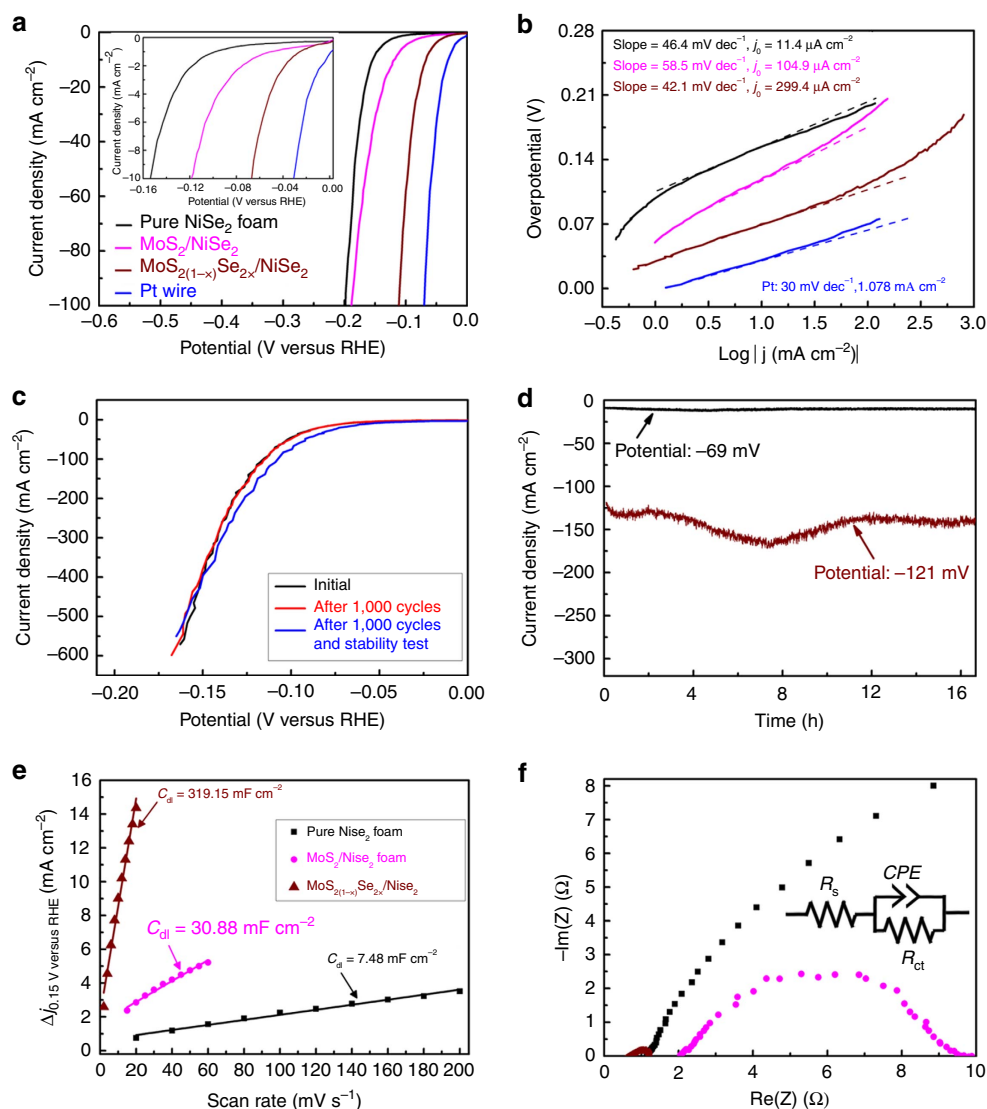 a
Current density (mA cm⁻²)
0
−20
−40
−60
−80
−100
−0.6
−0.5
−0.4
−0.3
−0.2
−0.1
0.0
Potential (V versus RHE)
Current density (mA cm⁻²)
0
−2
−4
−6
−8
−10
−0.16
−0.12
−0.08
−0.04
0.00
Potential (V versus RHE)
Pure NiSe₂ foam
MoS₂/NiSe₂
MoS₂₍₁₋ₓ₎Se₂ₓ/NiSe₂
Pt wire
b
Overpotential (V)
0.28
0.21
0.14
0.07
0.00
−0.5
0.0
0.5
1.0
1.5
2.0
2.5
3.0
Log | j (mA cm⁻²)|
Slope = 46.4 mV dec⁻¹, j₀ = 11.4 μA cm⁻²
Slope = 58.5 mV dec⁻¹, j₀ = 104.9 μA cm⁻²
Slope = 42.1 mV dec⁻¹, j₀ = 299.4 μA cm⁻²
Pt: 30 mV dec⁻¹,1.078 mA cm⁻²
c
Current density (mA cm⁻²)
0
−100
−200
−300
−400
−500
−600
−0.20
−0.15
−0.10
−0.05
0.00
Potential (V versus RHE)
Initial
After 1,000 cycles
After 1,000 cycles
and stability test
d
Current density (mA cm⁻²)
0
−50
−100
−150
−200
−250
−300
0
4
8
12
16
Time (h)
Potential: −69 mV
Potential: −121 mV
e
Δj₀.₁₅ V versus RHE (mA cm⁻²)
16
14
12
10
8
6
4
2
0
0
20
40
60
80
100
120
140
160
180
200
Scan rate (mV s⁻¹)
C_dl = 319.15 mF cm⁻²
C_dl = 30.88 mF cm⁻²
C_dl = 7.48 mF cm⁻²
Pure Nise₂ foam
MoS₂/Nise₂ foam
MoS₂₍₁₋ₓ₎Se₂ₓ/Nise₂
f
−Im(Z) (Ω)
8
7
6
5
4
3
2
1
0
0
2
4
6
8
10
Re(Z) (Ω)
Rₛ
CPE
R_ct